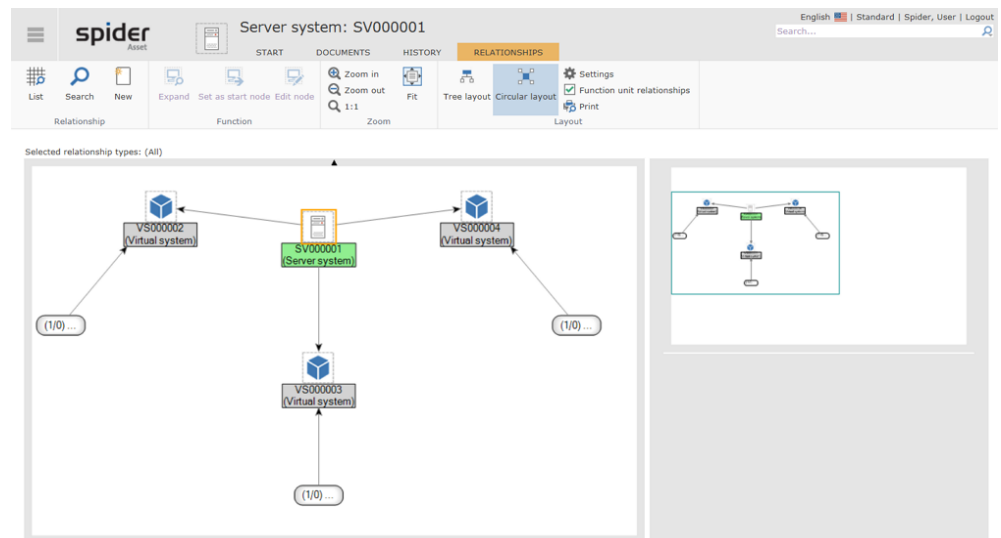 English | Standard | Spider, User | Logout
spider
Asset
Server system: SV000001
Search...
START DOCUMENTS HISTORY RELATIONSHIPS
List Search New
Relationship
Expand Set as start node Edit node
Function
Zoom in
Zoom out
1:1
Fit
Zoom
Tree layout Circular layout
Settings
Function unit relationships
Print
Layout
Selected relationship types: (All)
VS000002
(Virtual system)
SV000001
(Server system)
VS000004
(Virtual system)
(1/0) ...
(1/0) ...
VS000003
(Virtual system)
(1/0) ...